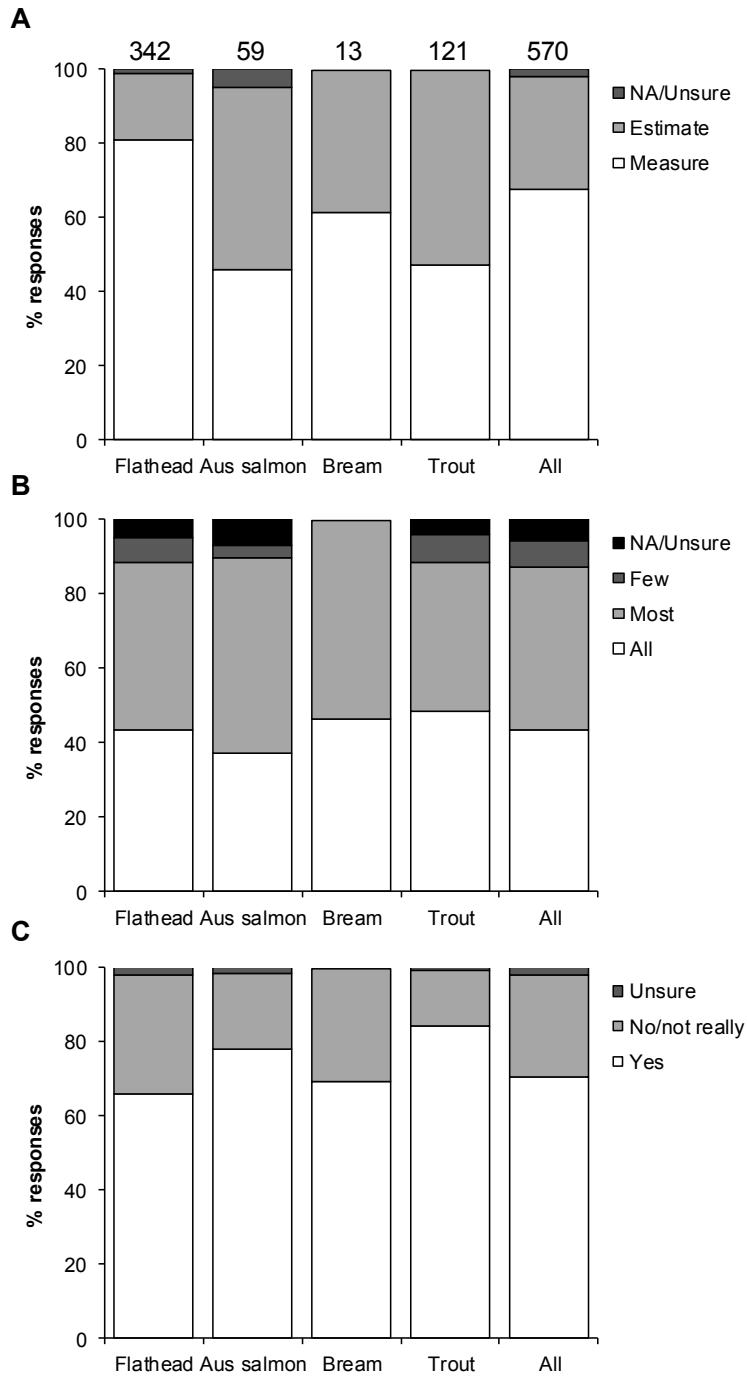 A
342 59 13 121 570
100
80
60
40
20
0
% responses
Flathead Aus salmon Bream Trout All
NA/Unsure
Estimate
Measure
B
100
80
60
40
20
0
% responses
Flathead Aus salmon Bream Trout All
NA/Unsure
Few
Most
All
C
100
80
60
40
20
0
% responses
Flathead Aus salmon Bream Trout All
Unsure
No/not really
Yes